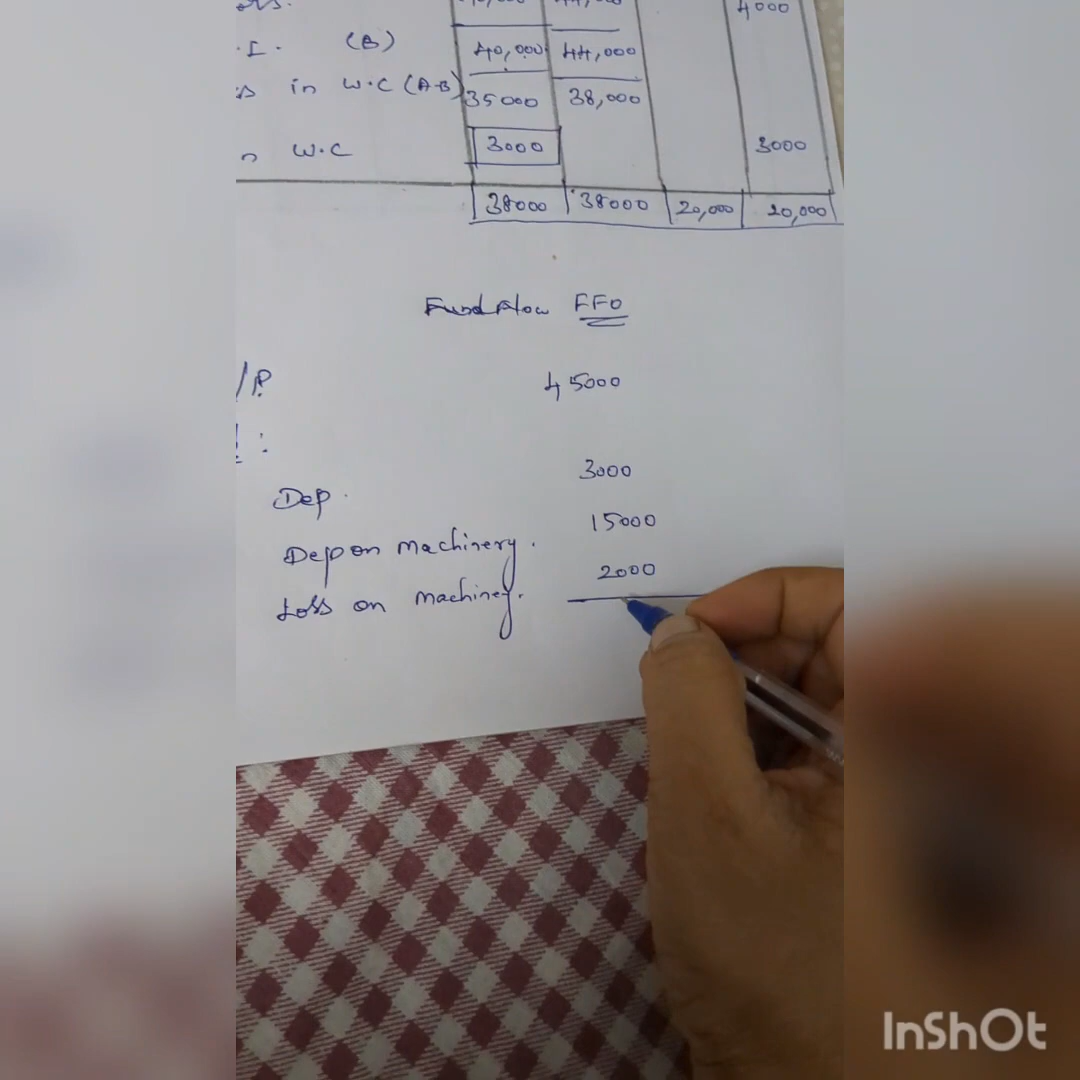 4000
.I. (B) 40,000 44,000
in W.C (A-B) 35000 38,000
W.C 3000 3000
38000 38000 20,000 20,000
Fund Flow FFO
/P. 45000
:
3000
Dep.
15000
Dep on machinery.
2000
Loss on machiney.
InShOt